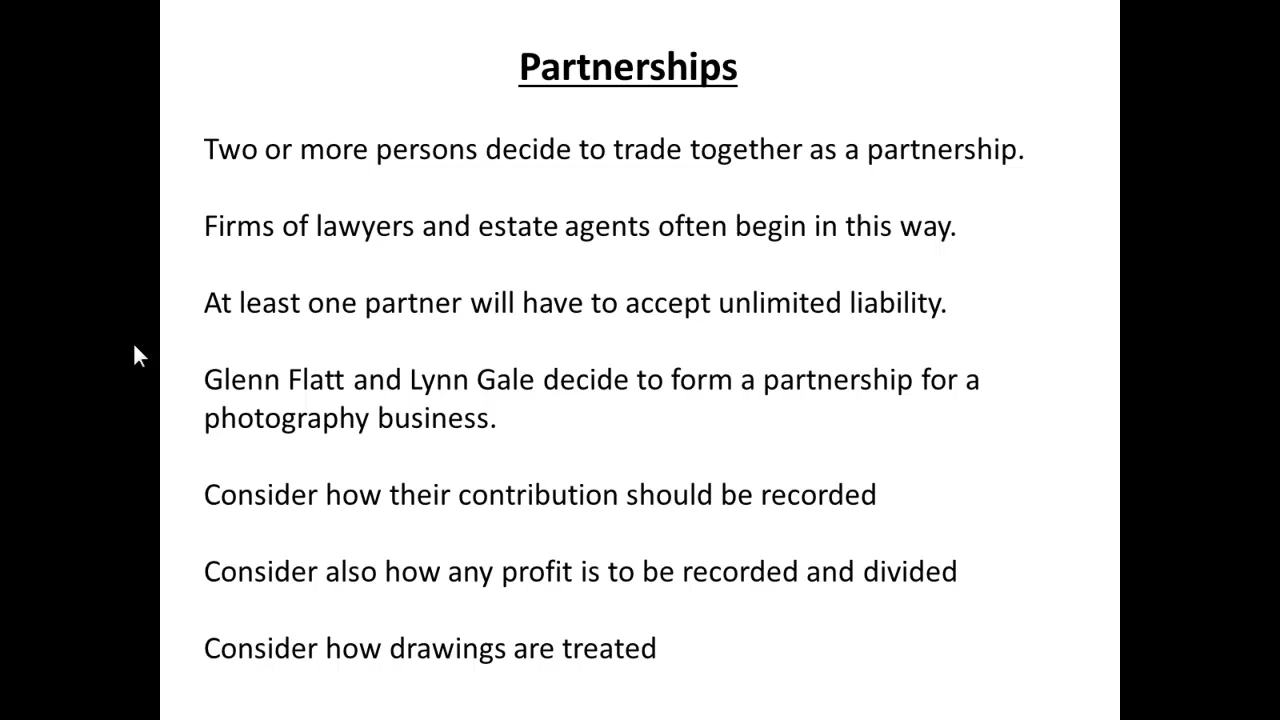 Partnerships
Two or more persons decide to trade together as a partnership.
Firms of lawyers and estate agents often begin in this way.
At least one partner will have to accept unlimited liability.
Glenn Flatt and Lynn Gale decide to form a partnership for a
photography business.
Consider how their contribution should be recorded
Consider also how any profit is to be recorded and divided
Consider how drawings are treated